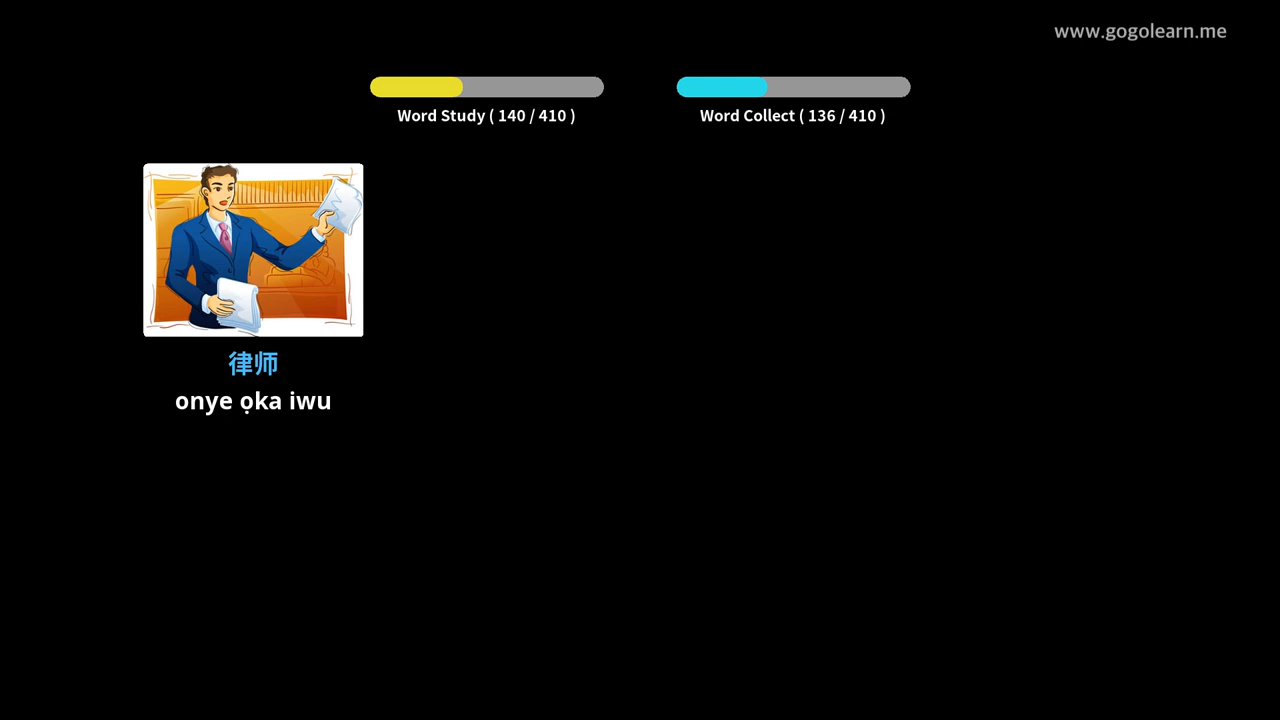 www.gogolearn.me
Word Study ( 140 / 410 )
Word Collect ( 136 / 410 )
律师
onye ọka iwu